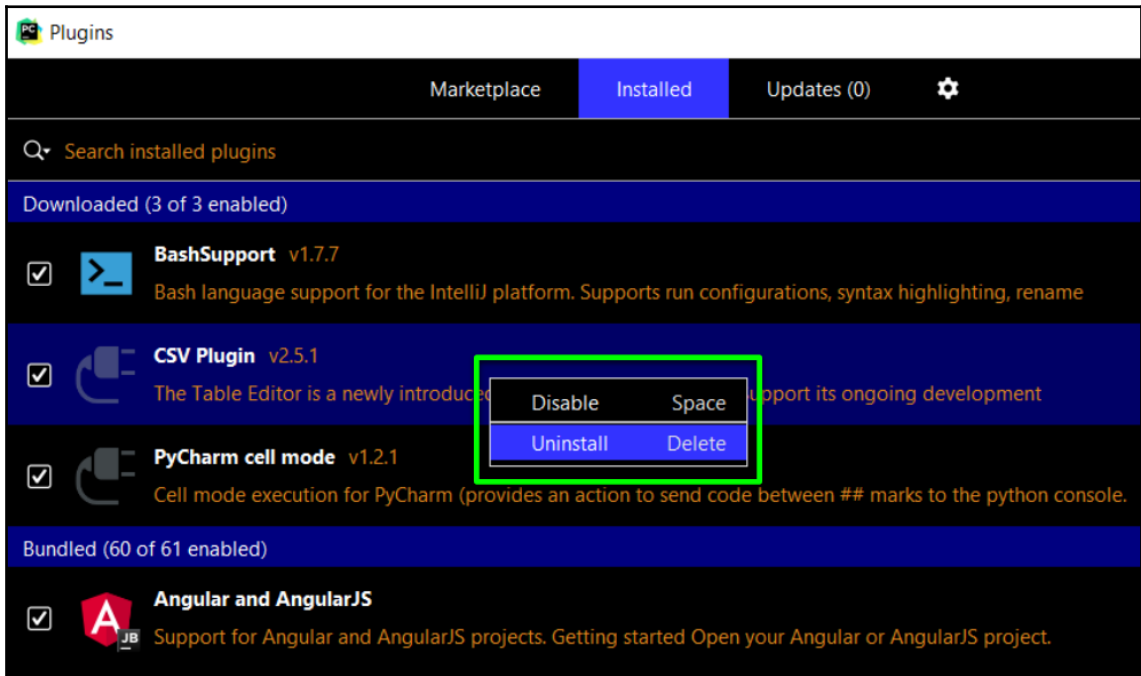 PC
Plugins
Marketplace Installed Updates (0)
Search installed plugins
Downloaded (3 of 3 enabled)
BashSupport v1.7.7
Bash language support for the IntelliJ platform. Supports run configurations, syntax highlighting, rename
CSV Plugin v2.5.1
The Table Editor is a newly introduced upport its ongoing development
Disable Space
Uninstall Delete
PyCharm cell mode v1.2.1
Cell mode execution for PyCharm (provides an action to send code between ## marks to the python console.
Bundled (60 of 61 enabled)
Angular and AngularJS
A
JB
Support for Angular and AngularJS projects. Getting started Open your Angular or AngularJS project.